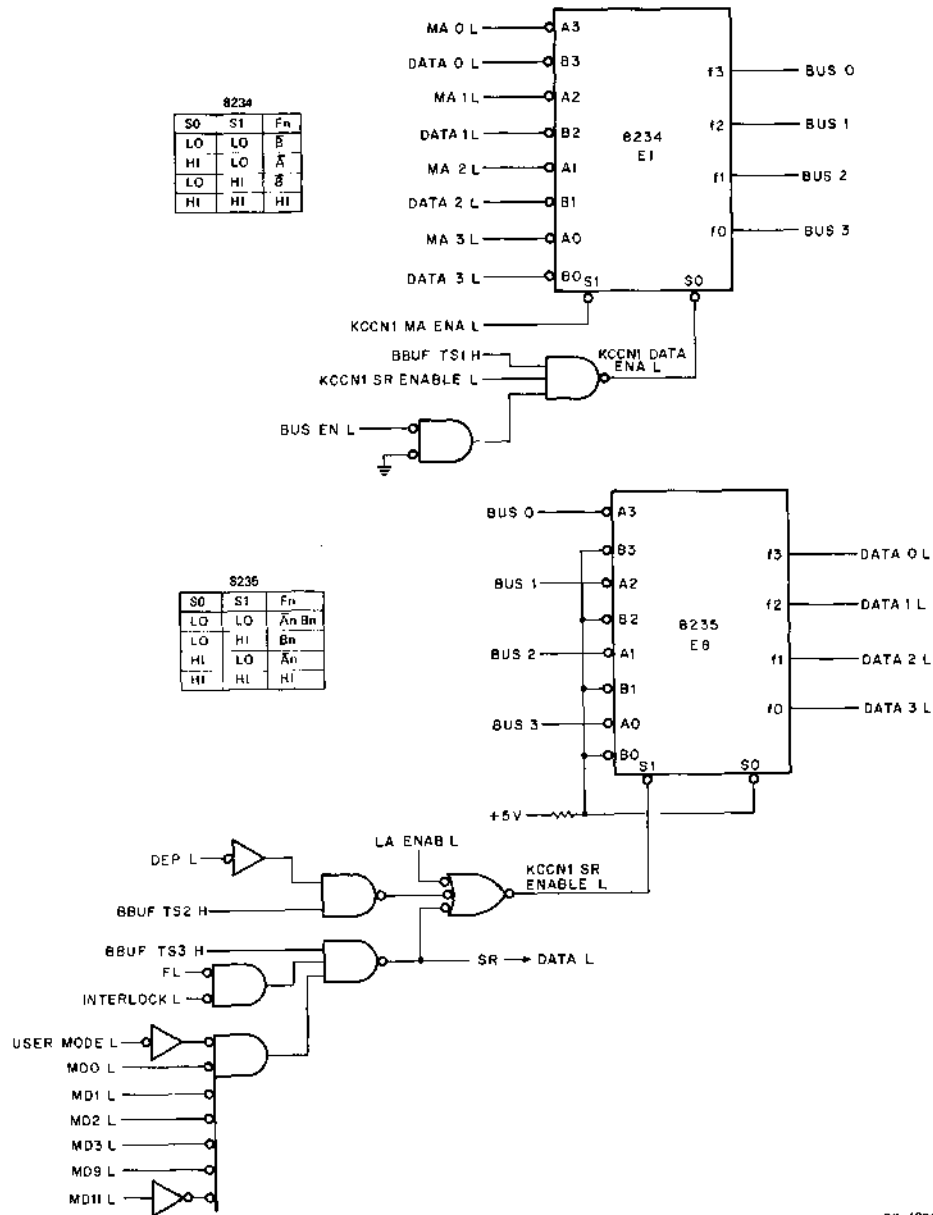 MA 0 L
A3
DATA 0 L
B3
f3
BUS 0
MA 1 L
A2
8234
S0 S1 Fn
LO LO B̅
HI LO A̅
LO HI B̅
HI HI HI
DATA 1 L
B2
8234
E1
f2
BUS 1
MA 2 L
A1
f1
BUS 2
DATA 2 L
B1
MA 3 L
A0
f0
BUS 3
DATA 3 L
B0
S1
S0
KCCN1 MA ENA L
BBUF TS1 H
KCCN1 DATA
ENA L
KCCN1 SR ENABLE L
BUS EN L
BUS 0
A3
B3
f3
DATA 0 L
8235
S0 S1 Fn
LO LO A̅n Bn
LO HI Bn
HI LO A̅n
HI HI HI
BUS 1
A2
B2
8235
E8
f2
DATA 1 L
BUS 2
A1
f1
DATA 2 L
B1
BUS 3
A0
f0
DATA 3 L
B0
S1
S0
+5V
LA ENAB L
DEP L
KCCN1 SR
ENABLE L
BBUF TS2 H
BBUF TS3 H
FL
SR → DATA L
INTERLOCK L
USER MODE L
MD0 L
MD1 L
MD2 L
MD3 L
MD9 L
MD11 L